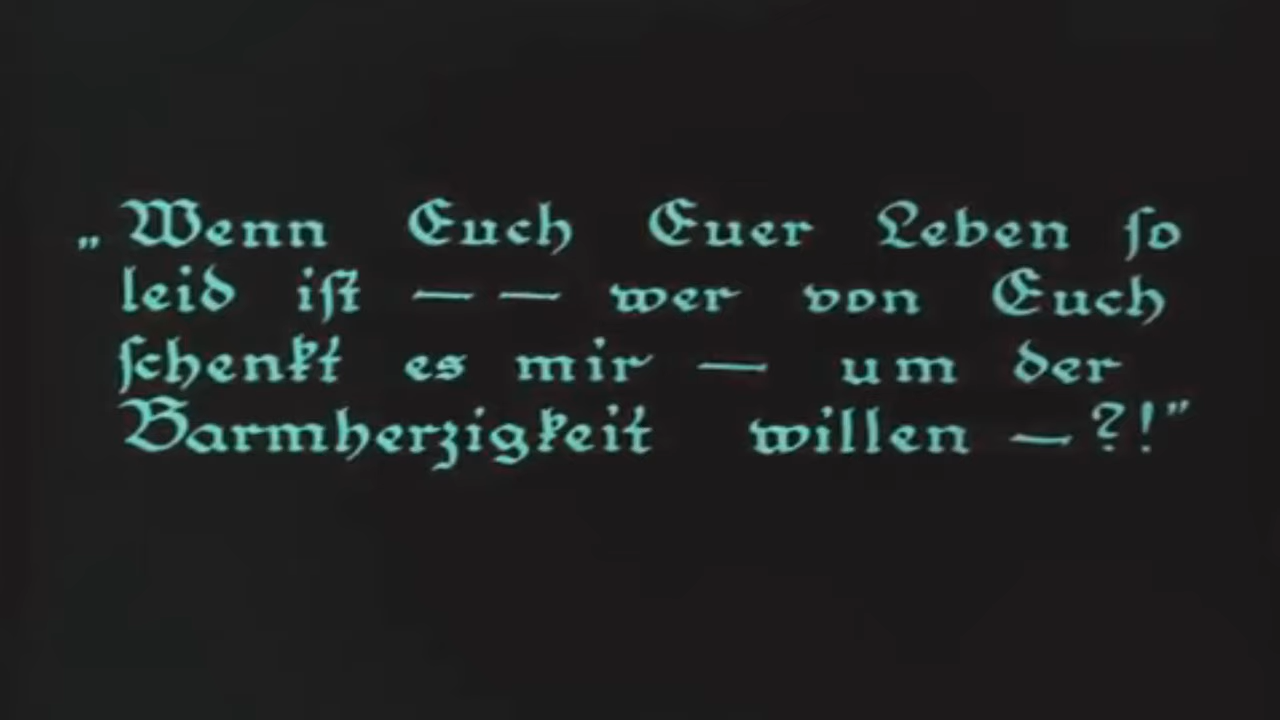 „Wenn Euch Euer Leben ſo
leid iſt — — wer von Euch
ſchenkt es mir — um der
Barmherzigkeit willen — ?!”